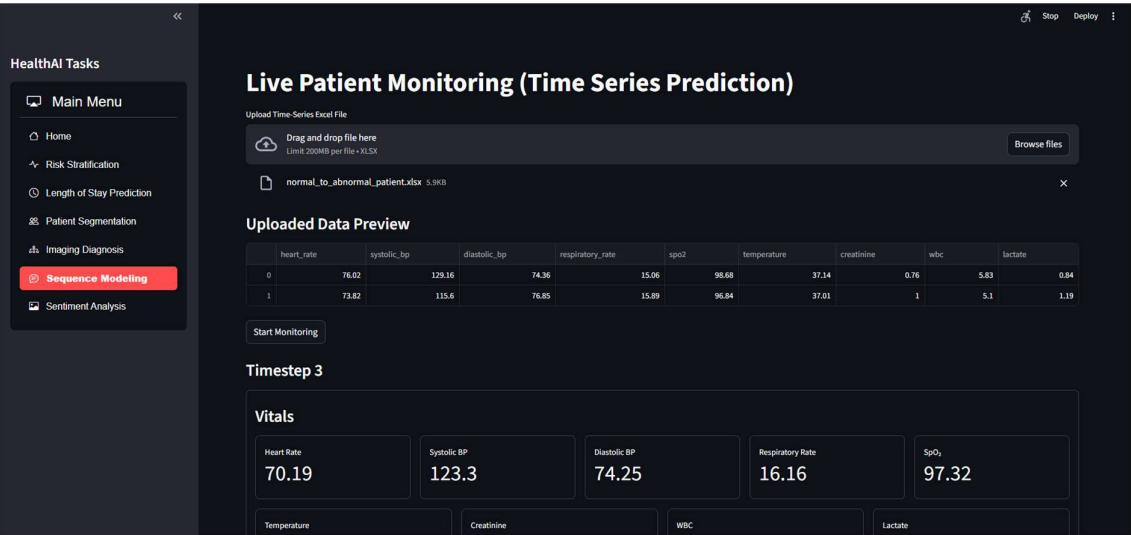 Stop Deploy
HealthAI Tasks
Main Menu
Home
Risk Stratification
Length of Stay Prediction
Patient Segmentation
Imaging Diagnosis
Sequence Modeling
Sentiment Analysis
Live Patient Monitoring (Time Series Prediction)
Upload Time-Series Excel File
Drag and drop file here
Limit 200MB per file • XLSX
Browse files
normal_to_abnormal_patient.xlsx 5.9KB
Uploaded Data Preview
heart_rate systolic_bp diastolic_bp respiratory_rate spo2 temperature creatinine wbc lactate
0 76.02 129.16 74.36 15.06 98.68 37.14 0.76 5.83 0.84
1 73.82 115.6 76.85 15.89 96.84 37.01 1 5.1 1.19
Start Monitoring
Timestep 3
Vitals
Heart Rate Systolic BP Diastolic BP Respiratory Rate SpO₂
70.19 123.3 74.25 16.16 97.32
Temperature Creatinine WBC Lactate